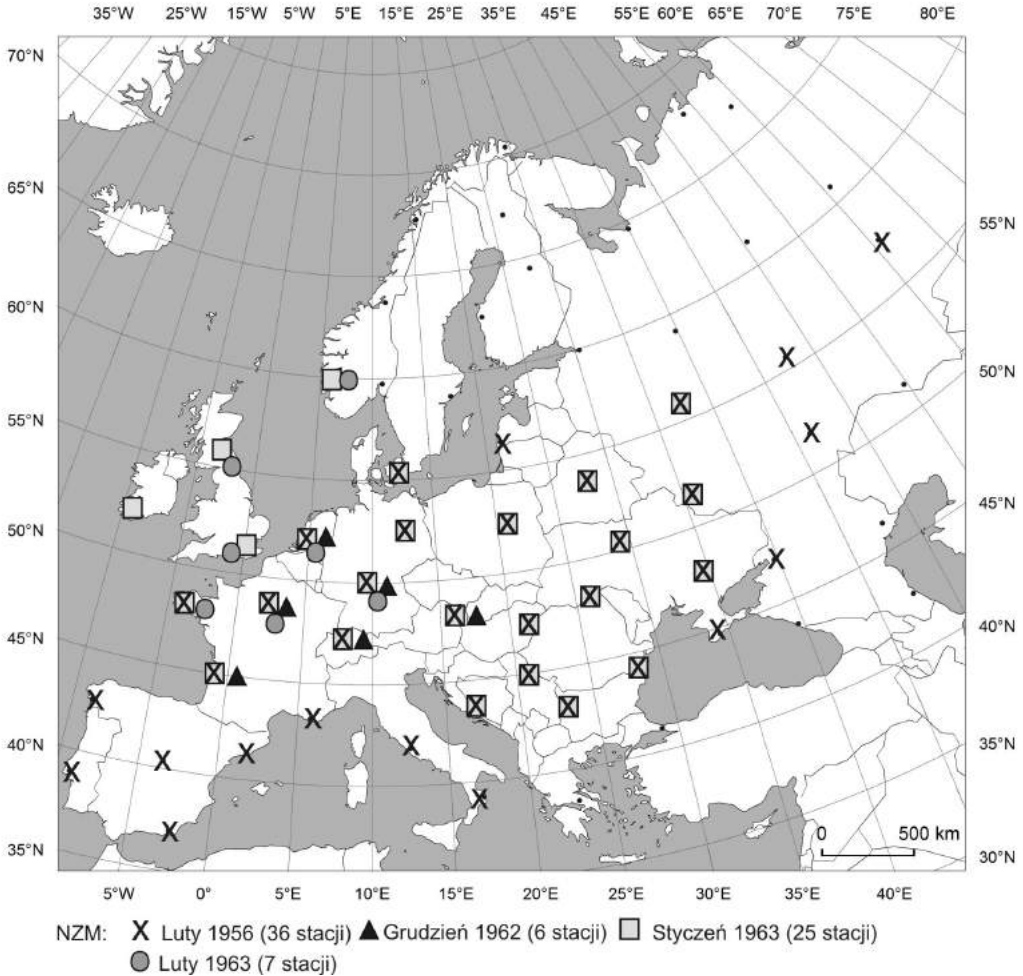 35°W 25°W 20°W 15°W 10°W 5°W 5°E 15°E 25°E 35°E 45°E 55°E 60°E 65°E 70°E 75°E 80°E
70°N
65°N
55°N
60°N
50°N
55°N
45°N
50°N
40°N
45°N
35°N
40°N
0 500 km
35°N
30°N
5°W 0° 5°E 10°E 15°E 20°E 25°E 30°E 35°E 40°E
NZM: X Luty 1956 (36 stacji) Grudzień 1962 (6 stacji) Styczeń 1963 (25 stacji)
Luty 1963 (7 stacji)